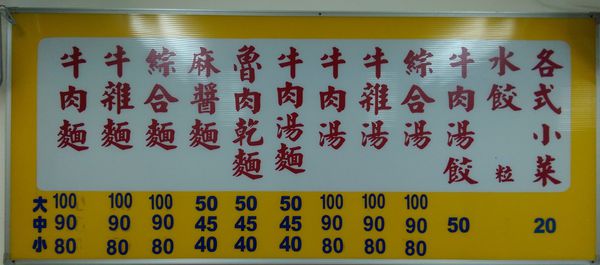 牛肉麵
牛雜麵
綜合麵
麻醬麵
魯肉乾麵
牛肉湯麵
牛肉湯
牛雜湯
綜合湯
牛肉湯餃
水餃 粒
各式小菜
大 100 100 100 50 50 50 100 100 100
中 90 90 90 45 45 45 90 90 90 50 20
小 80 80 80 40 40 40 80 80 80